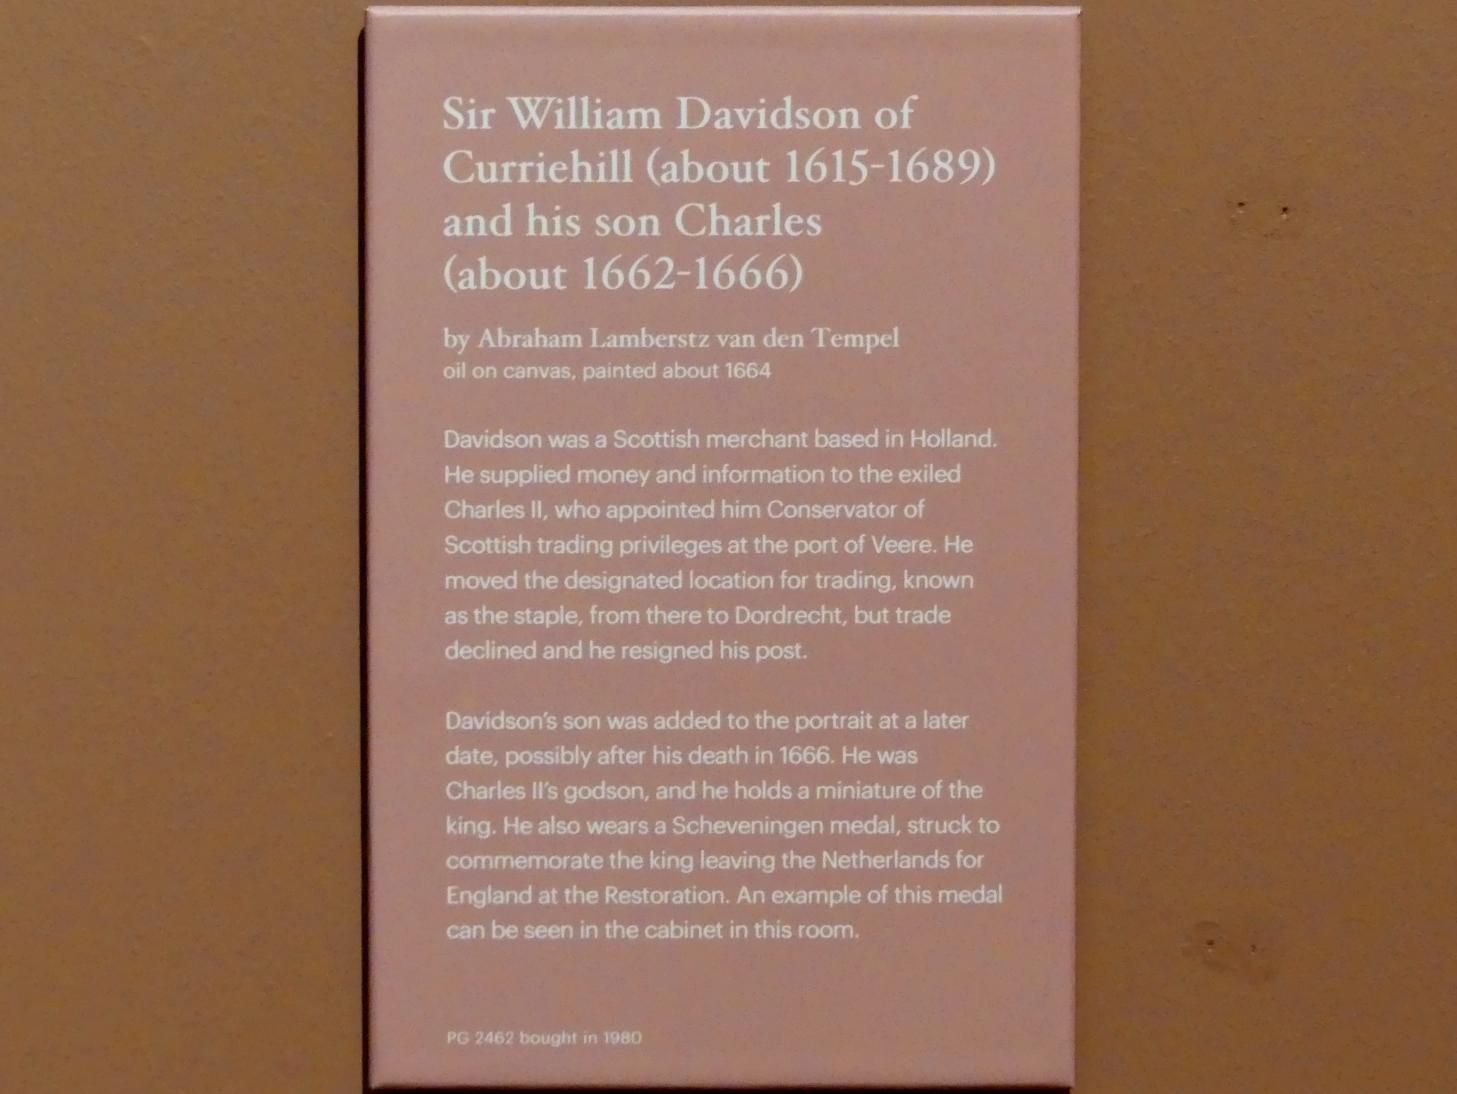 Sir William Davidson of
Curriehill (about 1615-1689)
and his son Charles
(about 1662-1666)
by Abraham Lamberstz van den Tempel
oil on canvas, painted about 1664
Davidson was a Scottish merchant based in Holland.
He supplied money and information to the exiled
Charles II, who appointed him Conservator of
Scottish trading privileges at the port of Veere. He
moved the designated location for trading, known
as the staple, from there to Dordrecht, but trade
declined and he resigned his post.
Davidson's son was added to the portrait at a later
date, possibly after his death in 1666. He was
Charles II's godson, and he holds a miniature of the
king. He also wears a Scheveningen medal, struck to
commemorate the king leaving the Netherlands for
England at the Restoration. An example of this medal
can be seen in the cabinet in this room.
PG 2462 bought in 1980